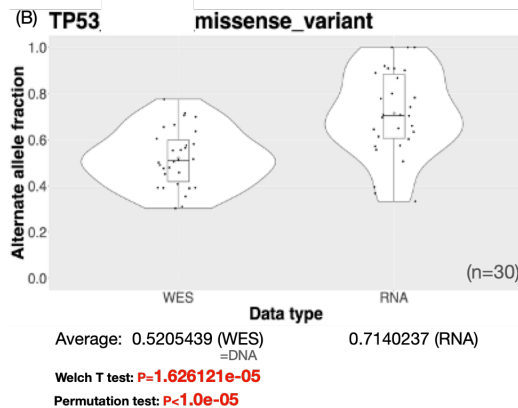 (B) TP53_ missense_variant
Alternate allele fraction
1.0
0.8
0.6
0.4
0.2
0.0
(n=30)
WES RNA
Data type
Average: 0.5205439 (WES) 0.7140237 (RNA)
=DNA
Welch T test: P=1.626121e-05
Permutation test: P<1.0e-05